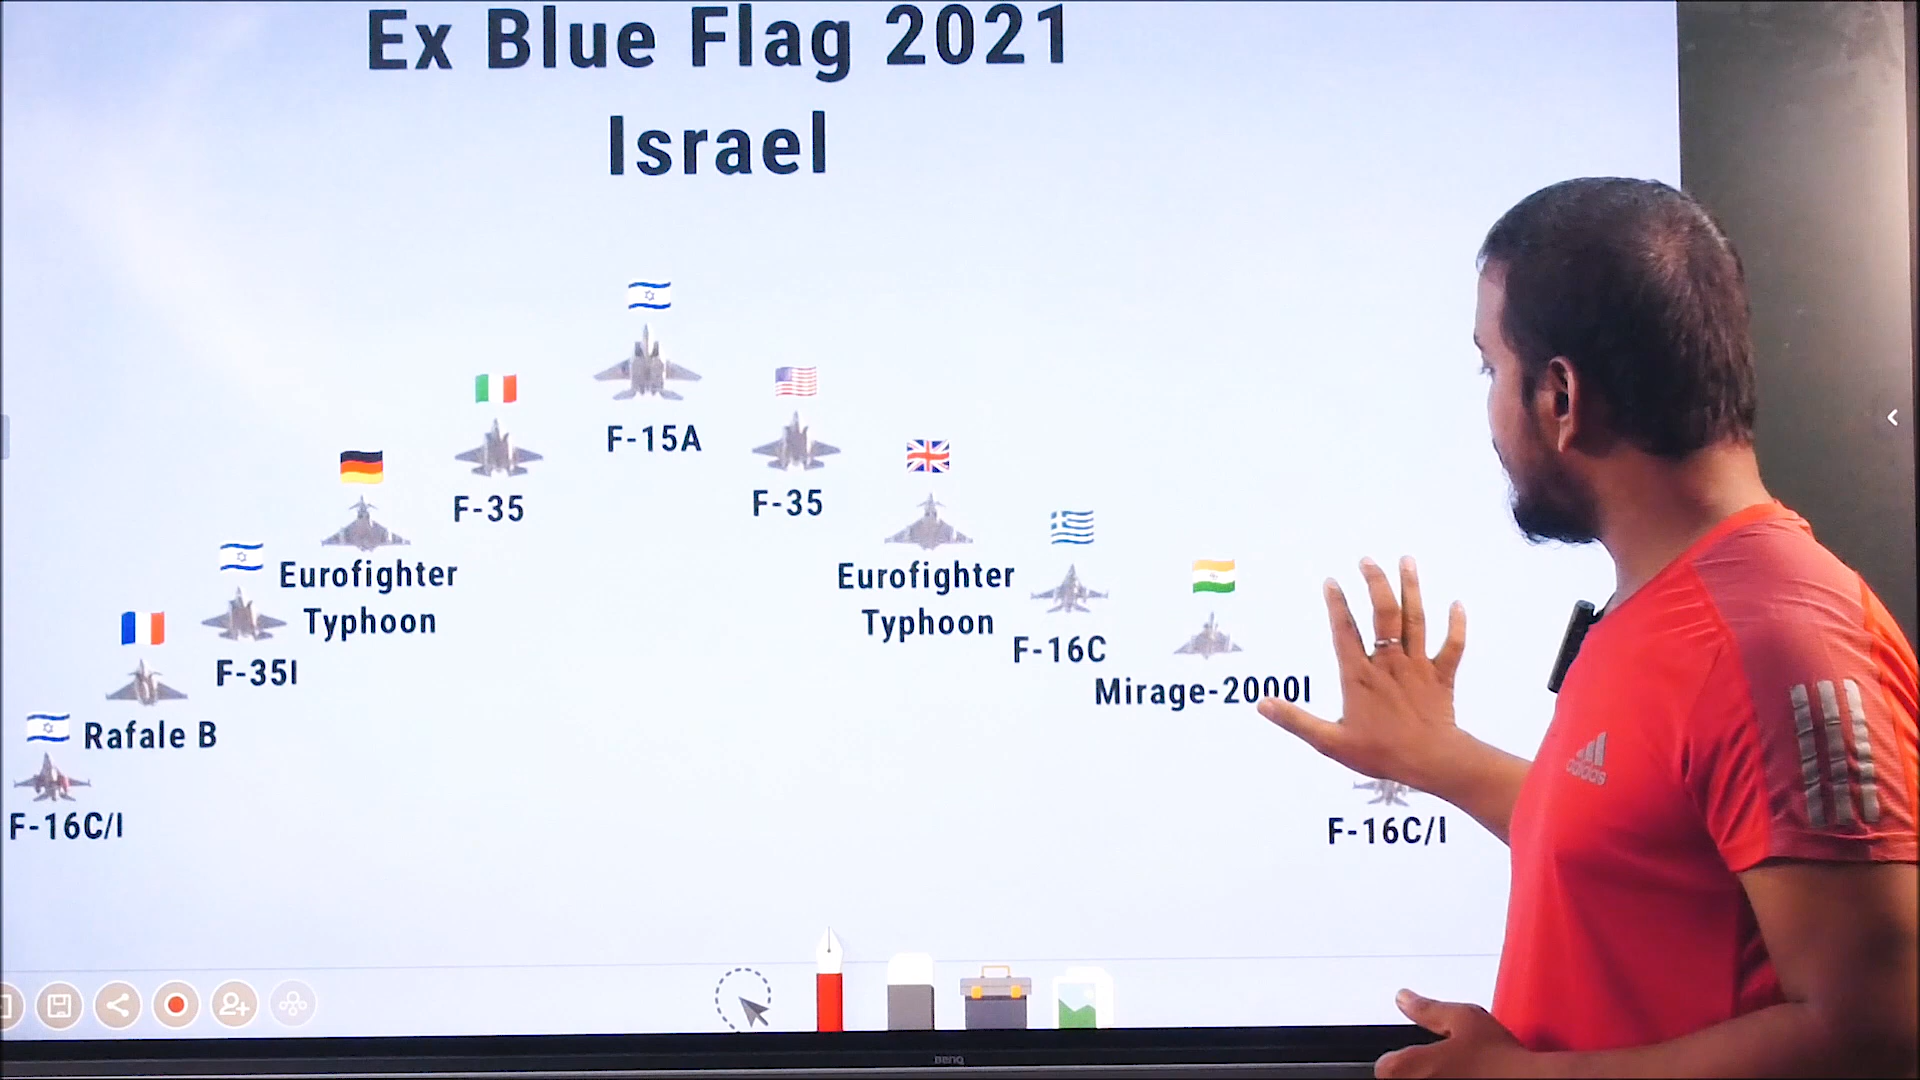 Ex Blue Flag 2021
Israel
F-15A
F-35
F-35
Eurofighter
Typhoon
Eurofighter
Typhoon
F-35I
F-16C
Rafale B
Mirage-2000I
F-16C/I
F-16C/I
adidas
BenQ